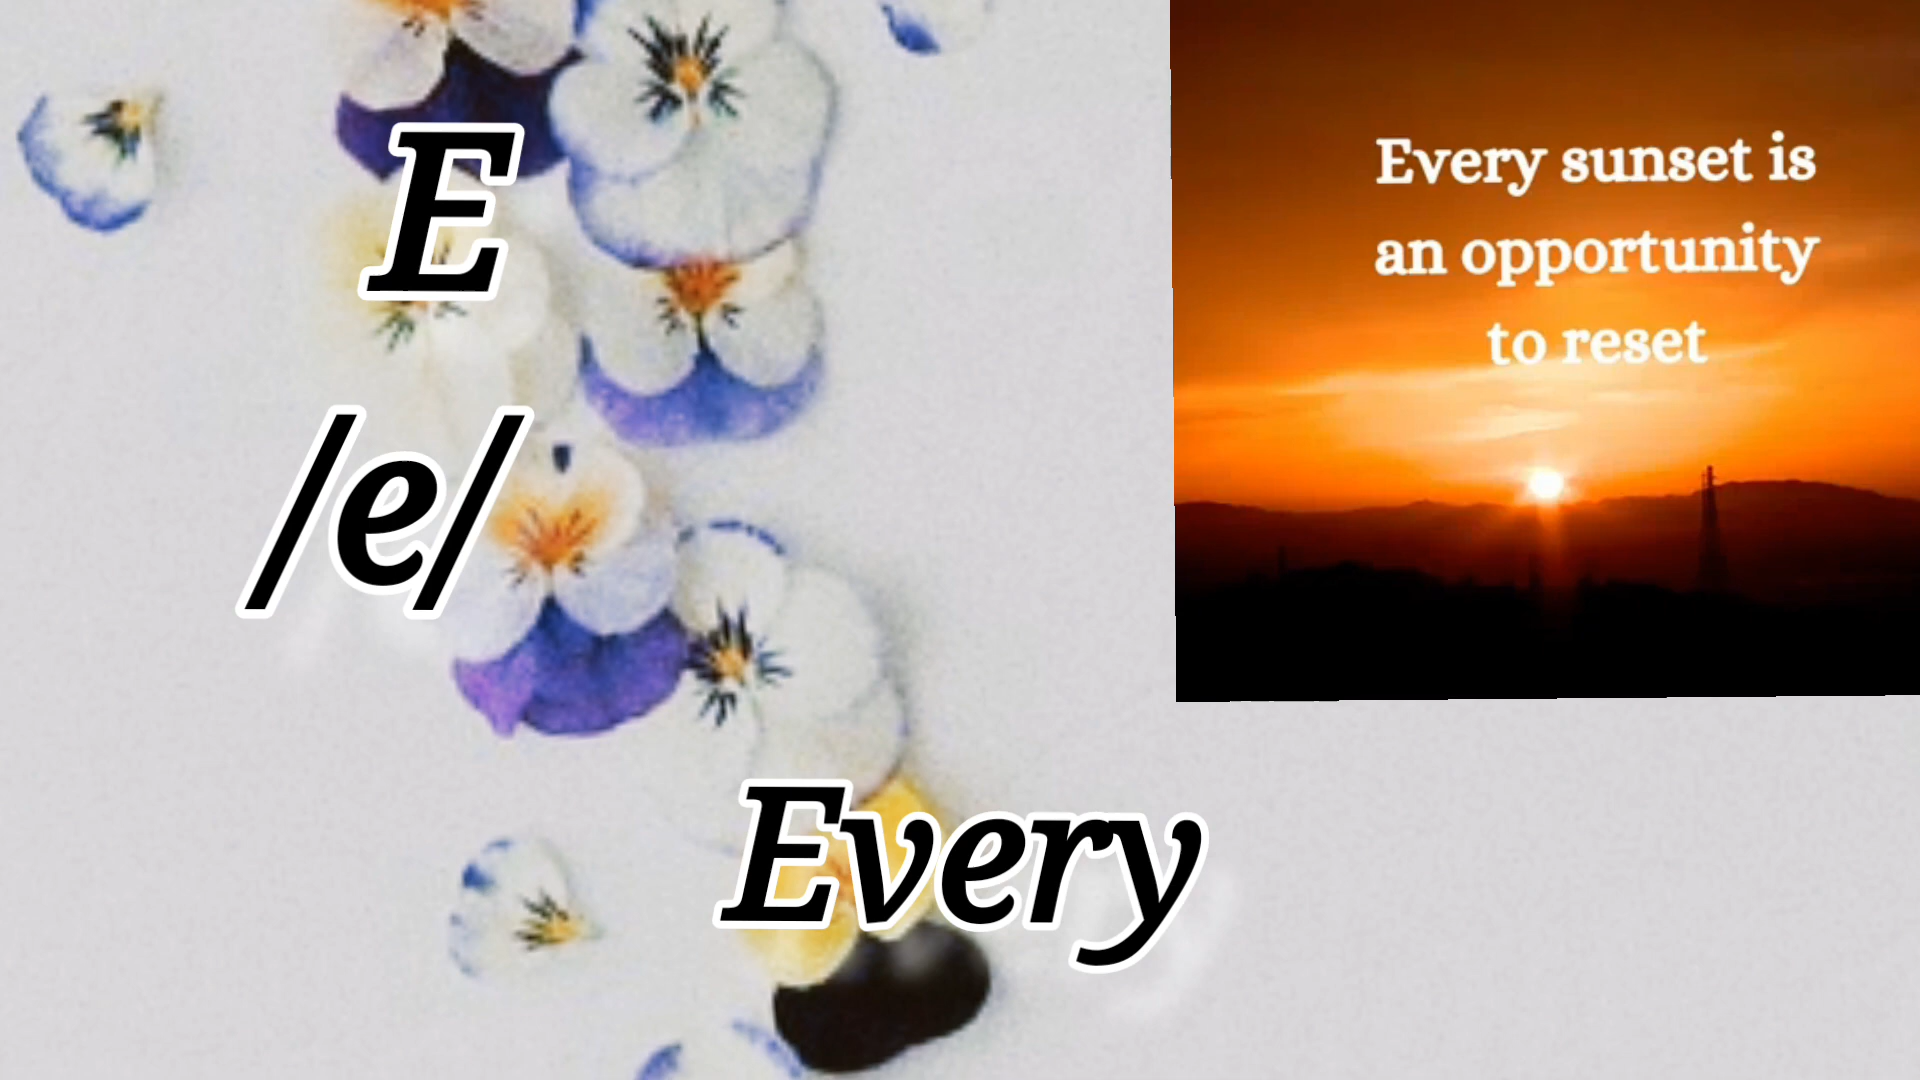 E
/e/
Every
Every sunset is
an opportunity
to reset